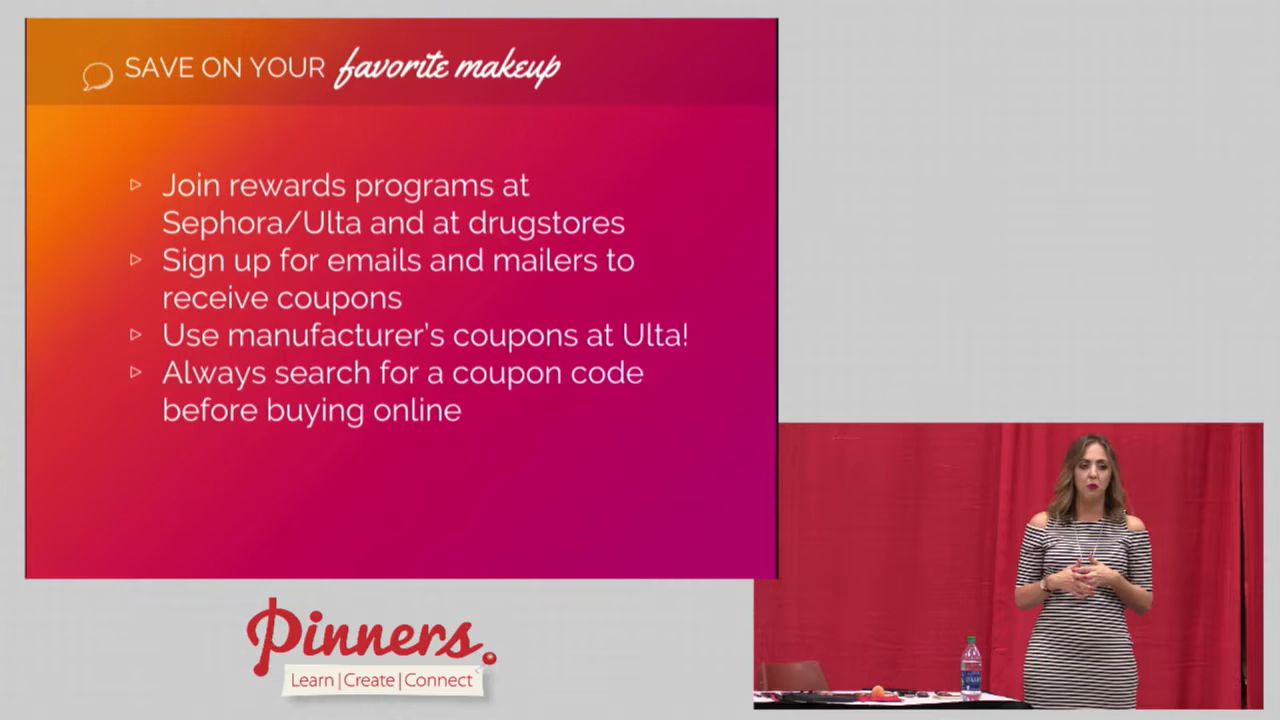 SAVE ON YOUR favorite makeup
Join rewards programs at
Sephora/Ulta and at drugstores
Sign up for emails and mailers to
receive coupons
Use manufacturer's coupons at Ulta!
Always search for a coupon code
before buying online
Pinners.
Learn|Create|Connect